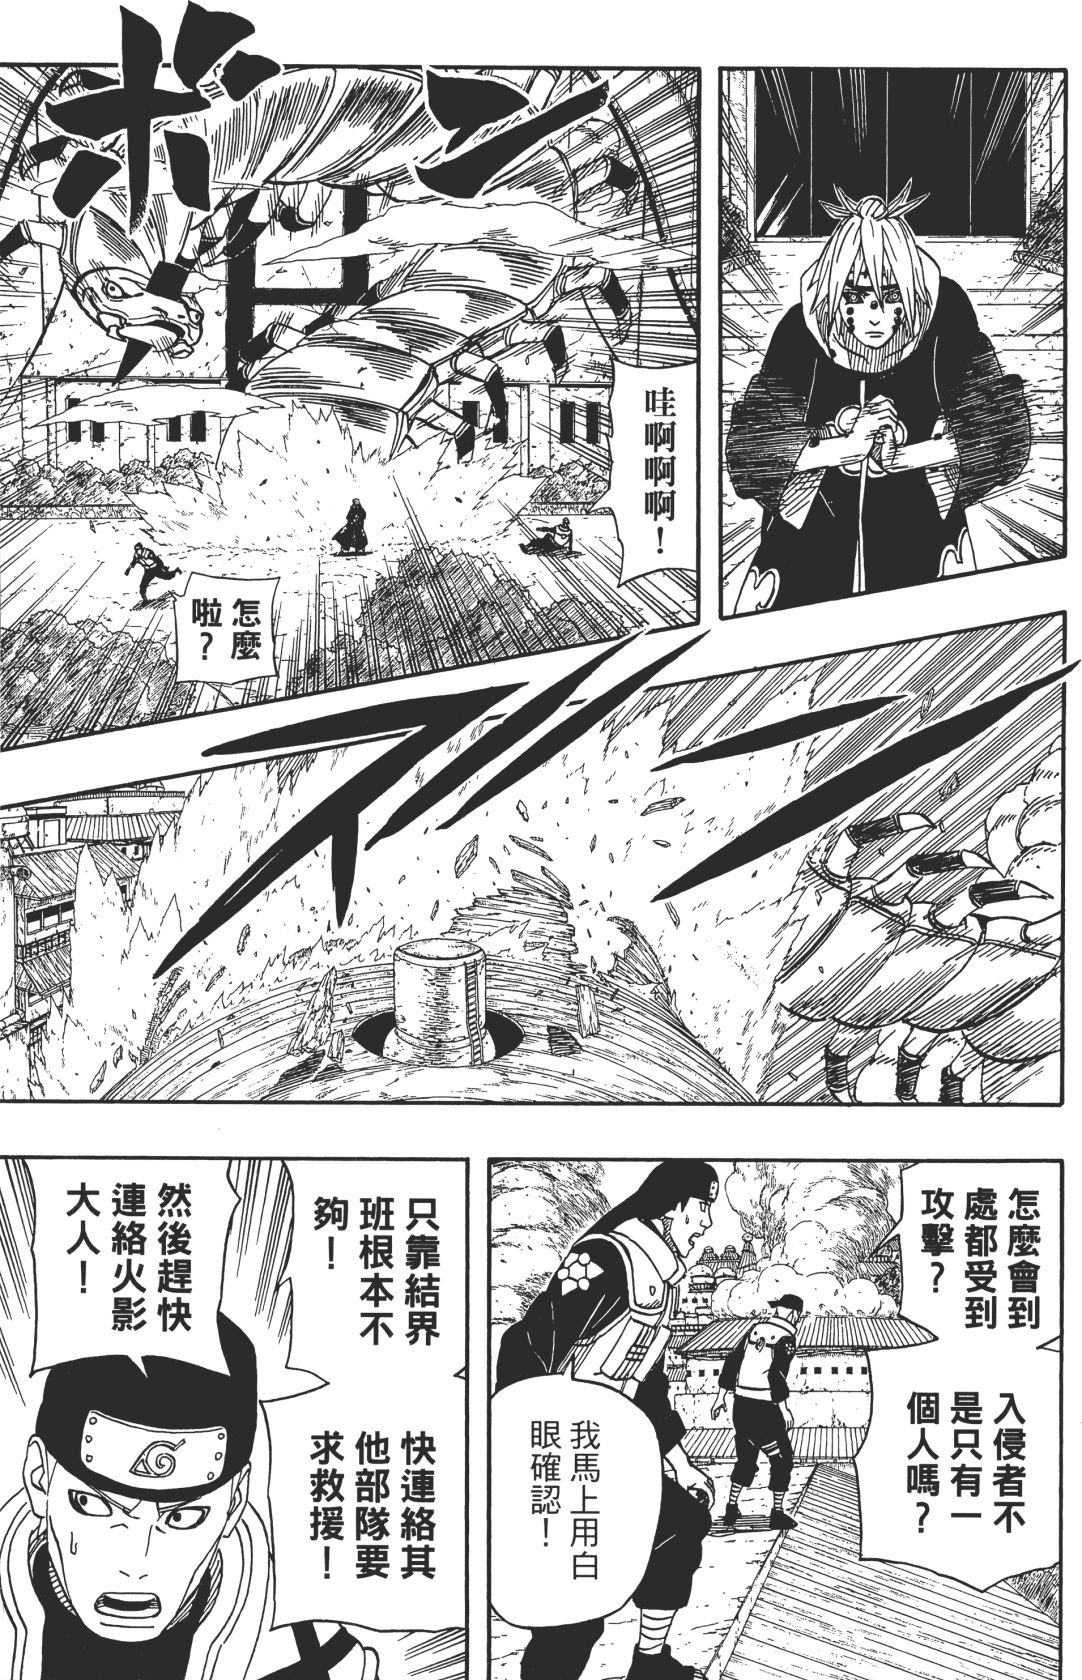 ボン
哇啊啊啊！
怎麼
啦？
ズズン
怎麼會到
處都受到
攻擊？
入侵者不
是只有一
個人嗎？
我馬上用白
眼確認！
只靠結界
班根本不
夠！
快連絡其
他部隊要
求救援！
然後趕快
連絡火影
大人！